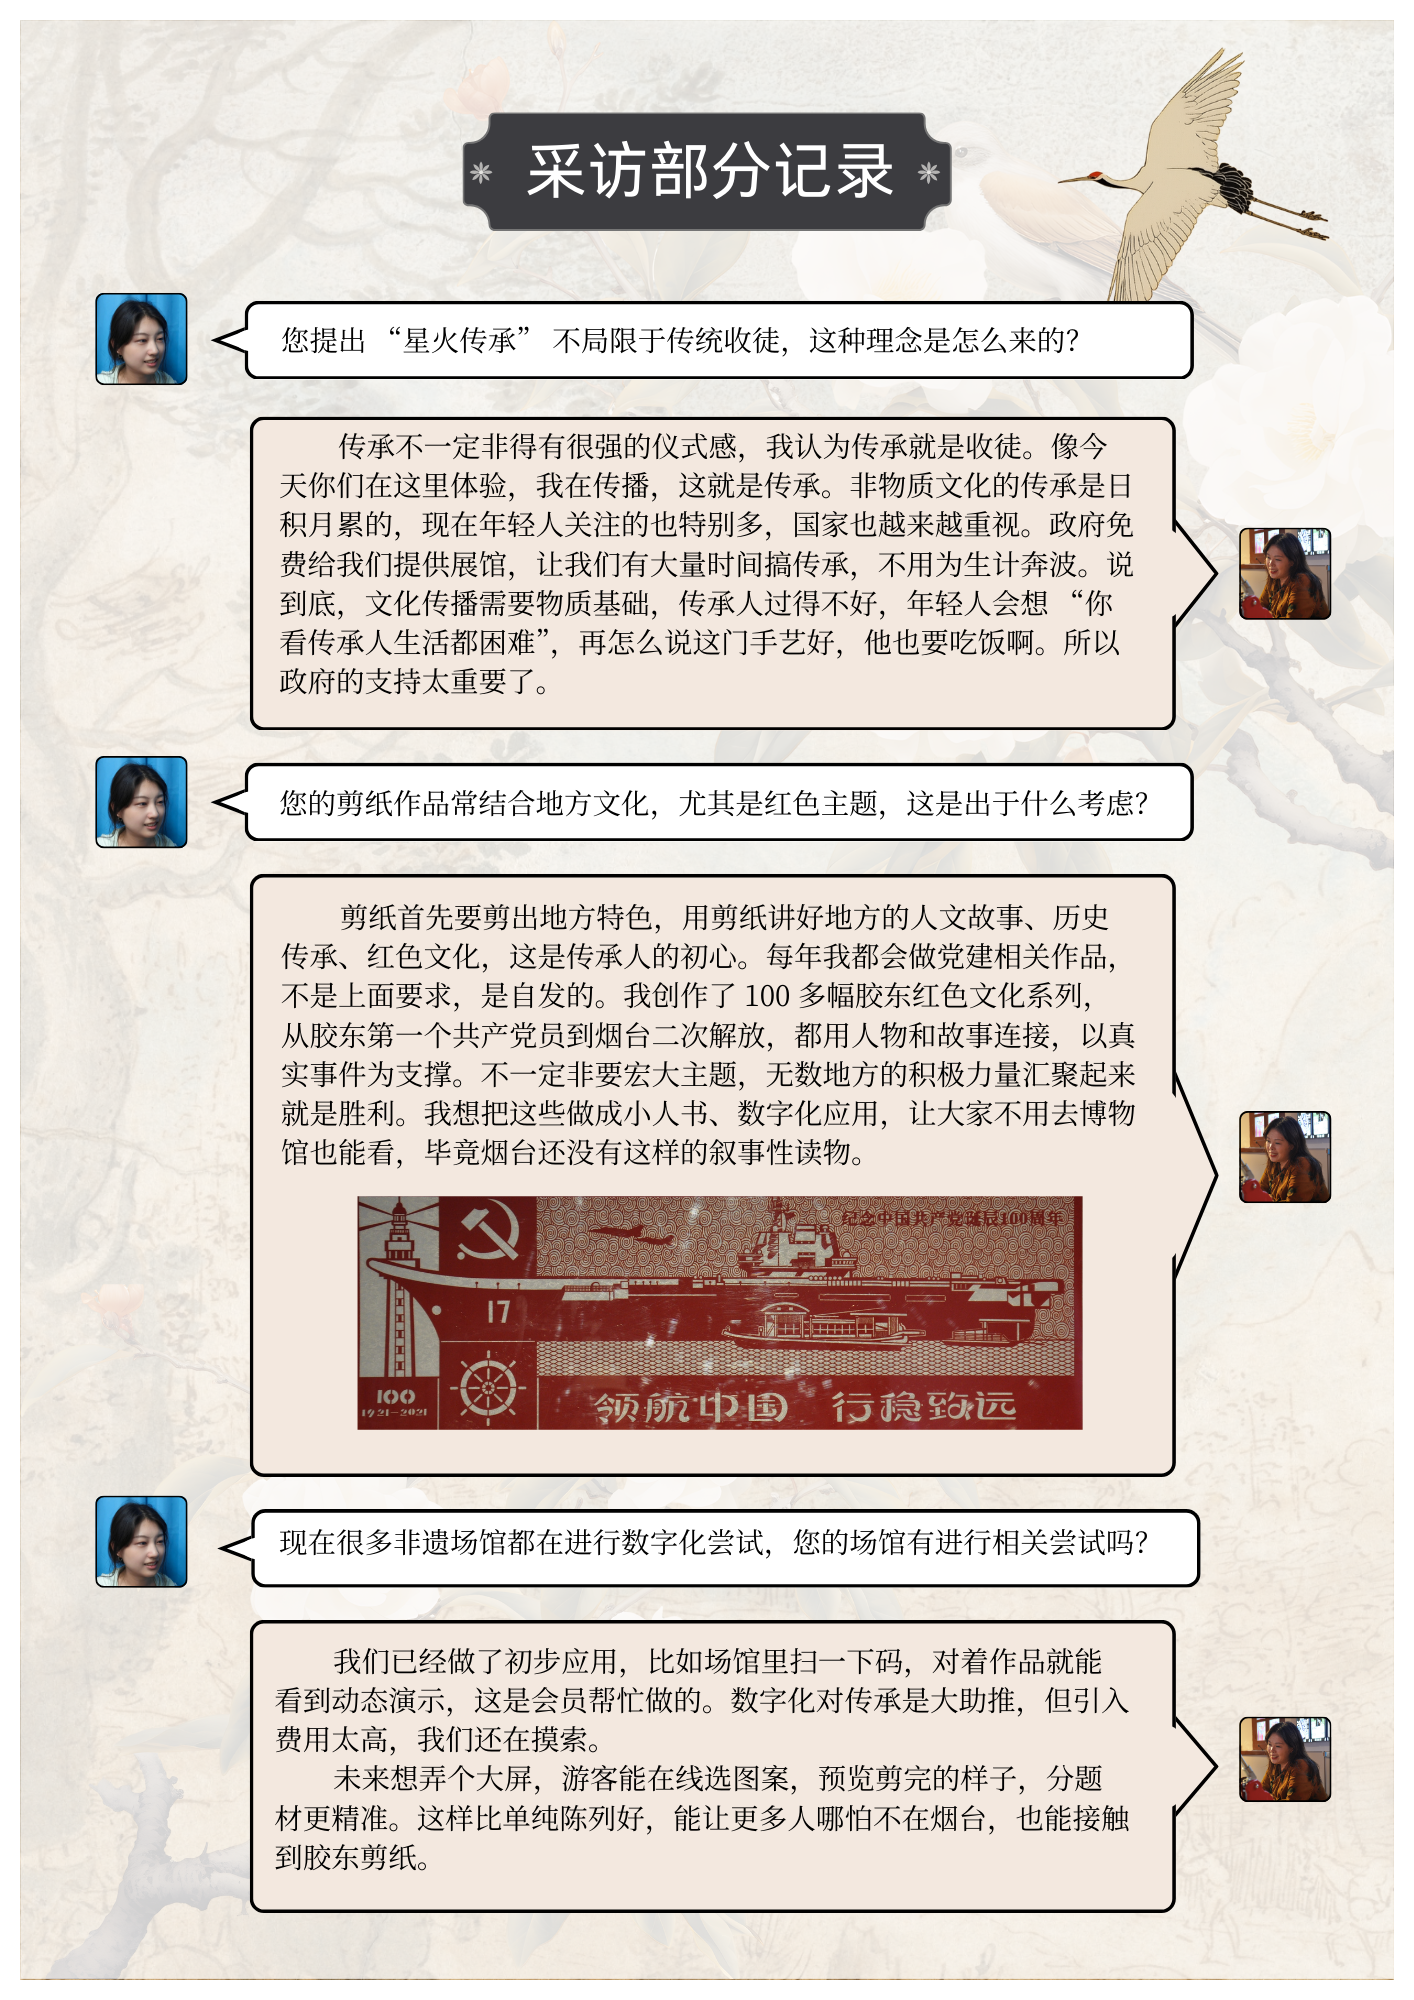 采访部分记录
您提出 “星火传承” 不局限于传统收徒，这种理念是怎么来的？
传承不一定非得有很强的仪式感，我认为传承就是收徒。像今
天你们在这里体验，我在传播，这就是传承。非物质文化的传承是日
积月累的，现在年轻人关注的也特别多，国家也越来越重视。政府免
费给我们提供展馆，让我们有大量时间搞传承，不用为生计奔波。说
到底，文化传播需要物质基础，传承人过得不好，年轻人会想 “你
看传承人生活都困难”，再怎么说这门手艺好，他也要吃饭啊。所以
政府的支持太重要了。
您的剪纸作品常结合地方文化，尤其是红色主题，这是出于什么考虑？
剪纸首先要剪出地方特色，用剪纸讲好地方的人文故事、历史
传承、红色文化，这是传承人的初心。每年我都会做党建相关作品，
不是上面要求，是自发的。我创作了 100 多幅胶东红色文化系列，
从胶东第一个共产党员到烟台二次解放，都用人物和故事连接，以真
实事件为支撑。不一定非要宏大主题，无数地方的积极力量汇聚起来
就是胜利。我想把这些做成小人书、数字化应用，让大家不用去博物
馆也能看，毕竟烟台还没有这样的叙事性读物。
纪念中国共产党诞辰100周年
17
100
1921-2021
领航中国 行稳致远
现在很多非遗场馆都在进行数字化尝试，您的场馆有进行相关尝试吗？
我们已经做了初步应用，比如场馆里扫一下码，对着作品就能
看到动态演示，这是会员帮忙做的。数字化对传承是大助推，但引入
费用太高，我们还在摸索。
未来想弄个大屏，游客能在线选图案，预览剪完的样子，分题
材更精准。这样比单纯陈列好，能让更多人哪怕不在烟台，也能接触
到胶东剪纸。